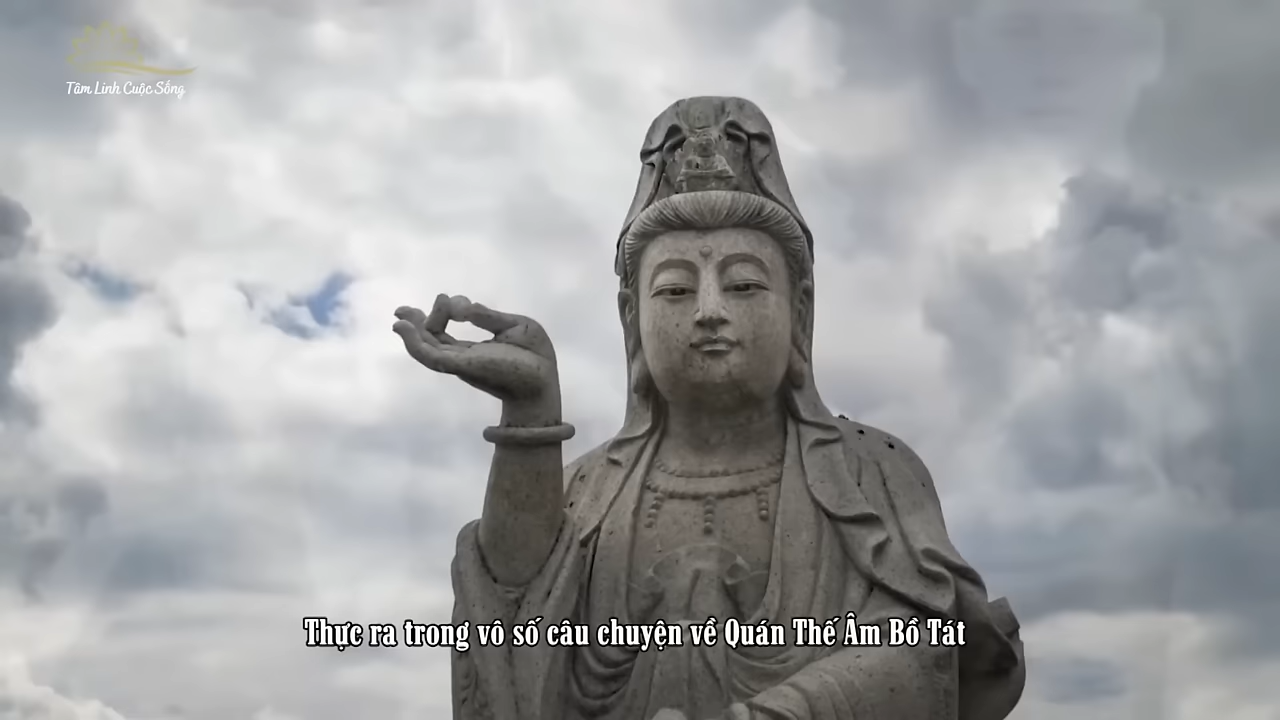 Tâm Linh Cuộc Sống
Thực ra trong vô số câu chuyện về Quán Thế Âm Bồ Tát